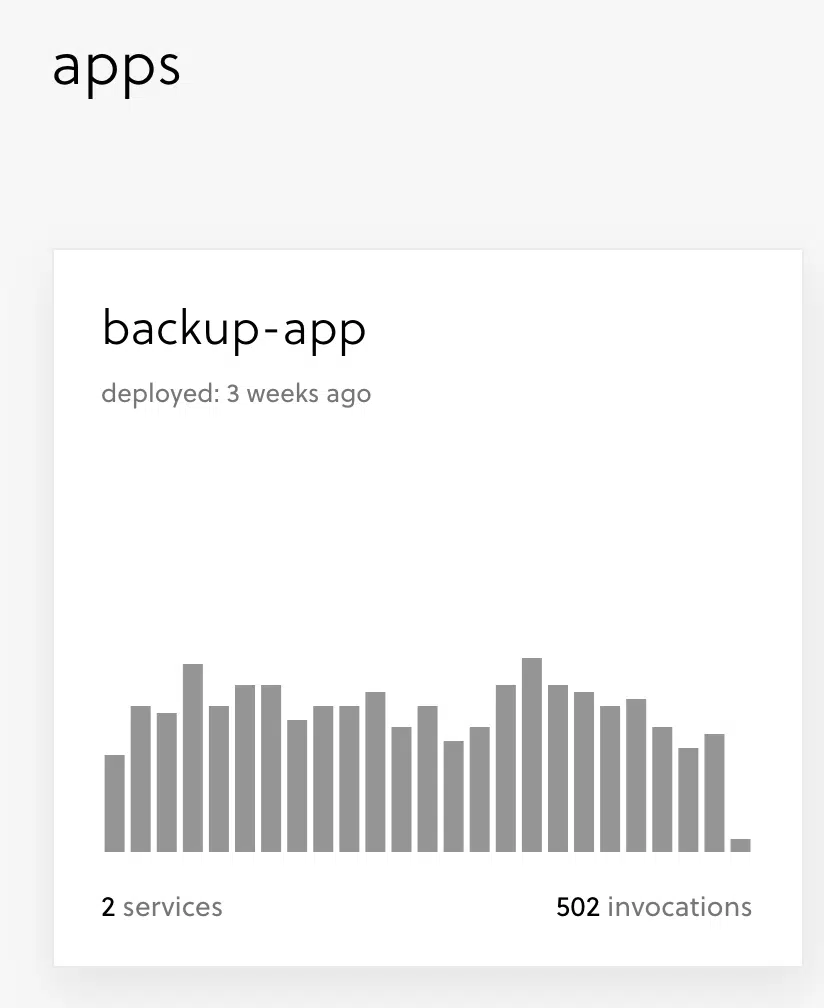 apps
backup-app
deployed: 3 weeks ago
2 services
502 invocations